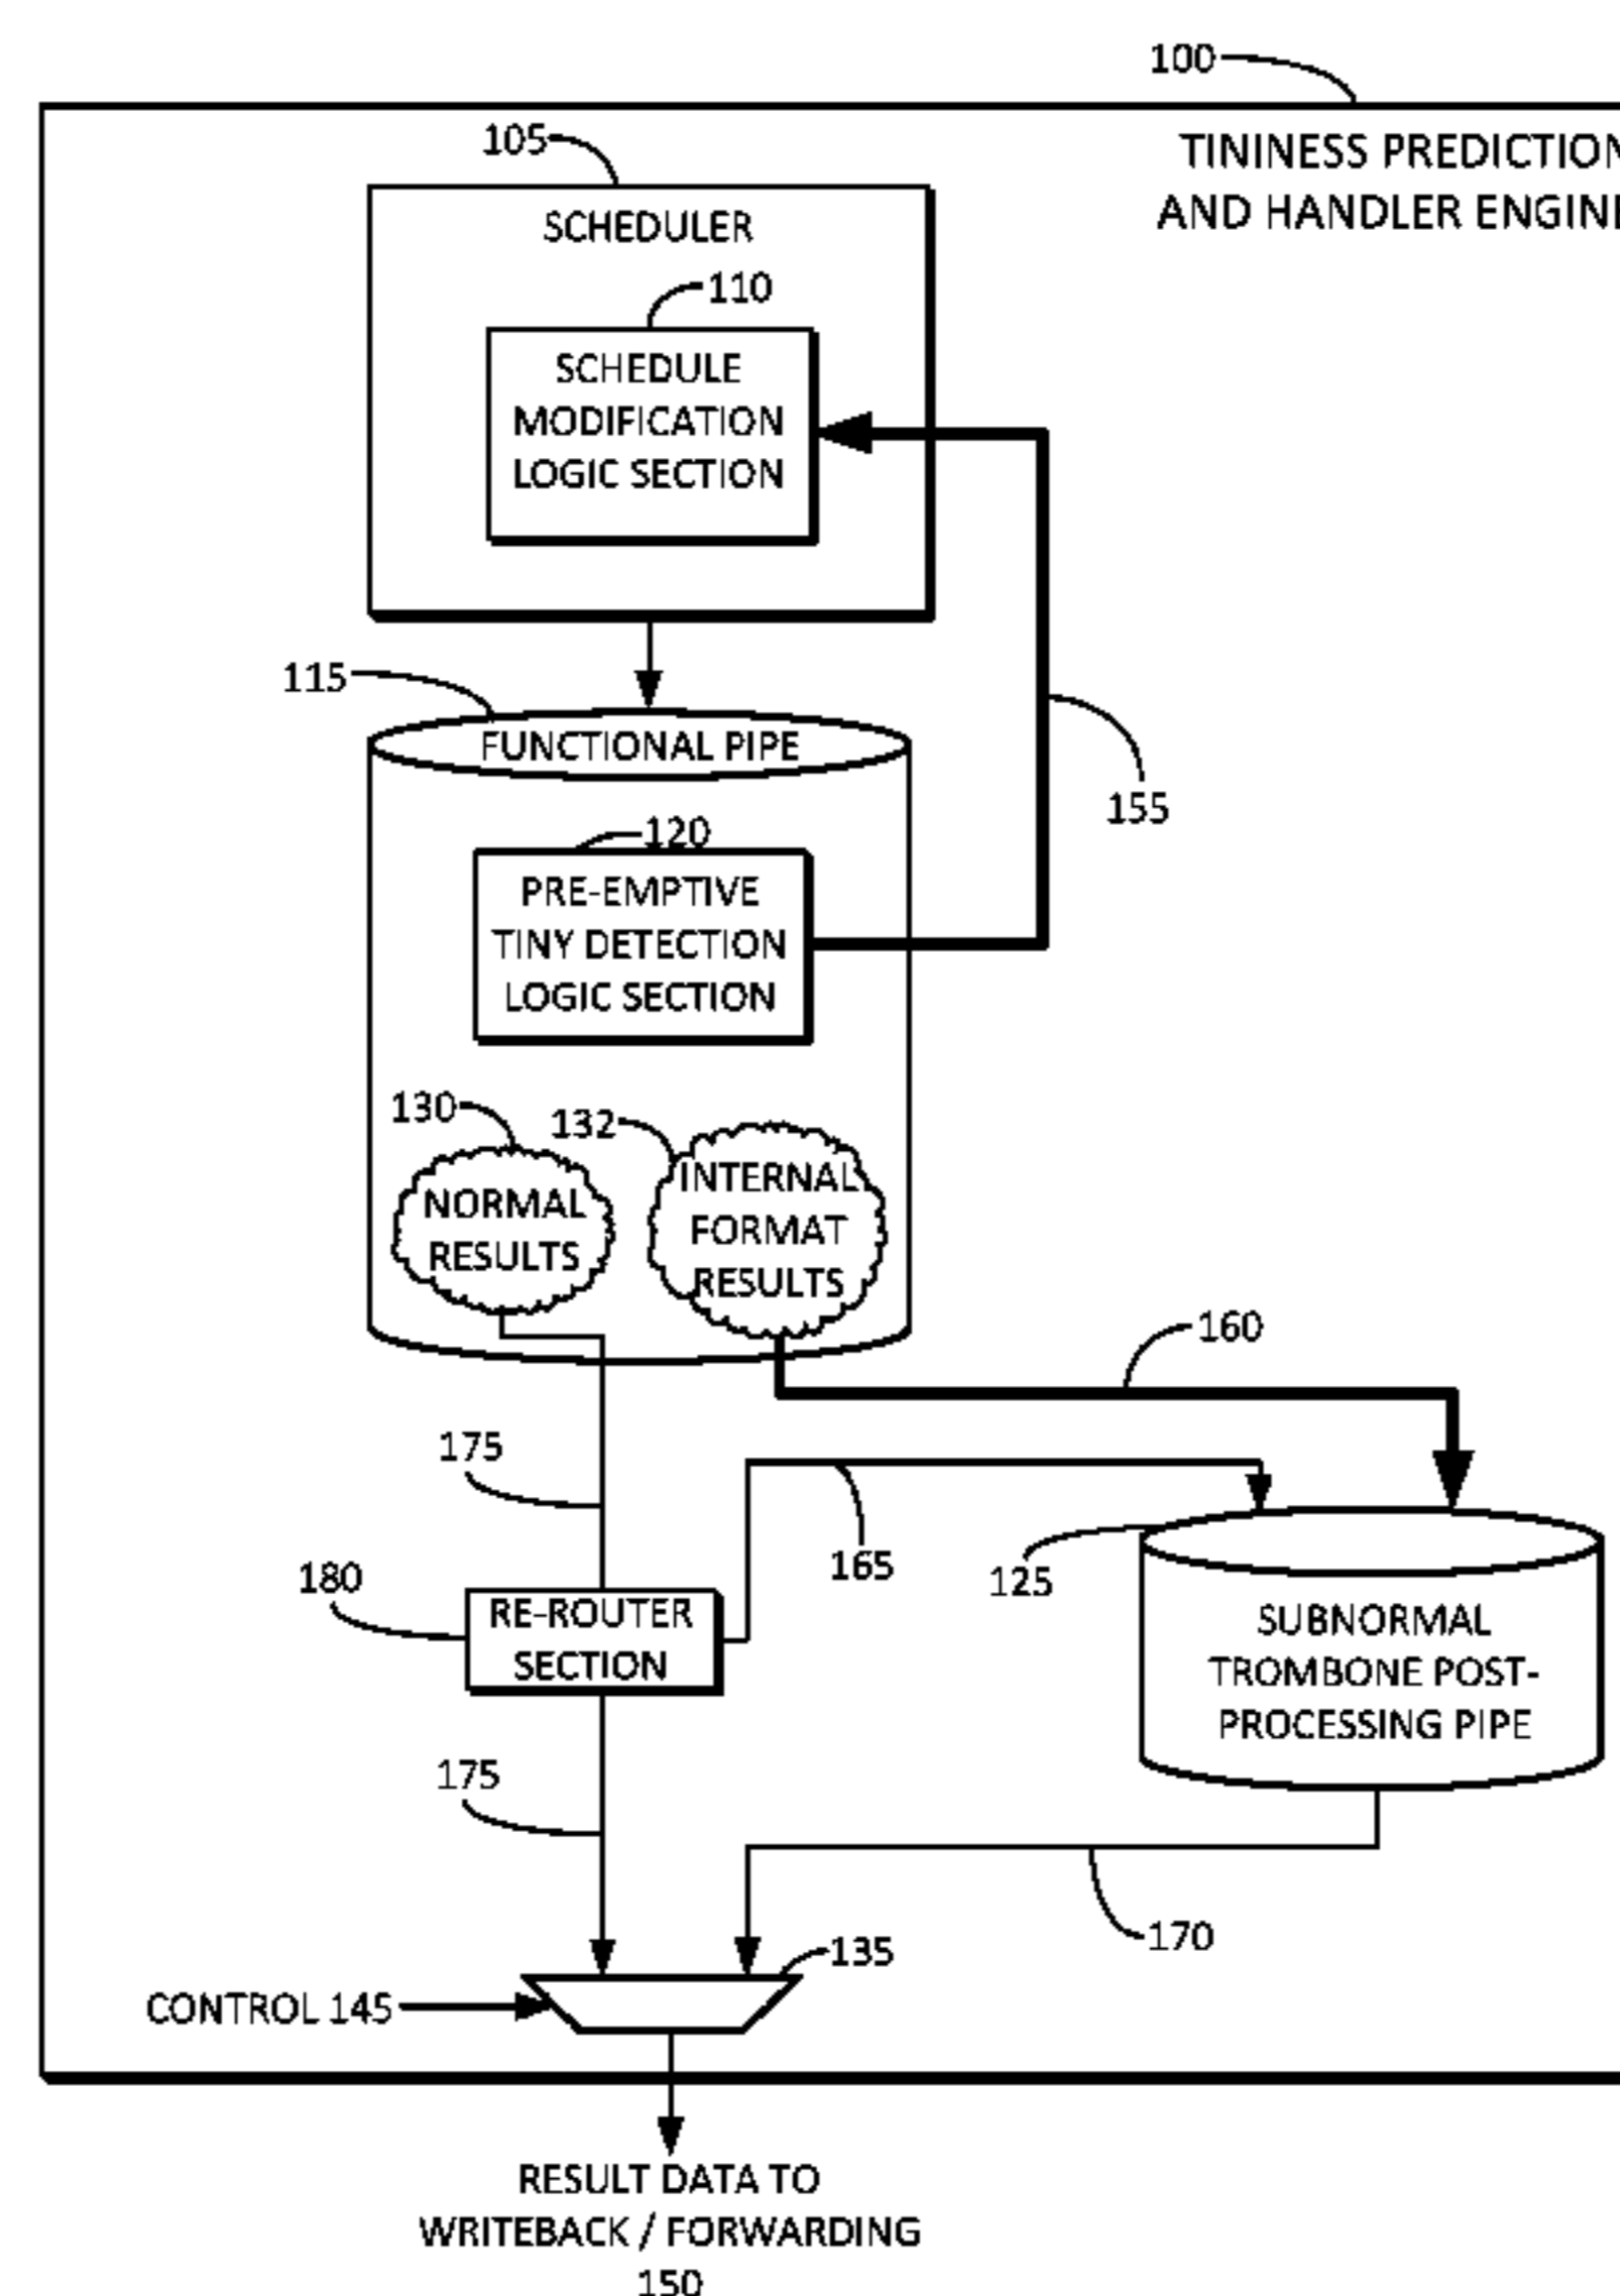 100
TININESS PREDICTION
AND HANDLER ENGINE
105
SCHEDULER
110
SCHEDULE
MODIFICATION
LOGIC SECTION
115
FUNCTIONAL PIPE
155
120
PRE-EMPTIVE
TINY DETECTION
LOGIC SECTION
130
132
NORMAL
RESULTS
INTERNAL
FORMAT
RESULTS
160
175
165
125
180
RE-ROUTER
SECTION
SUBNORMAL
TROMBONE POST-
PROCESSING PIPE
175
170
135
CONTROL 145
RESULT DATA TO
WRITEBACK / FORWARDING
150